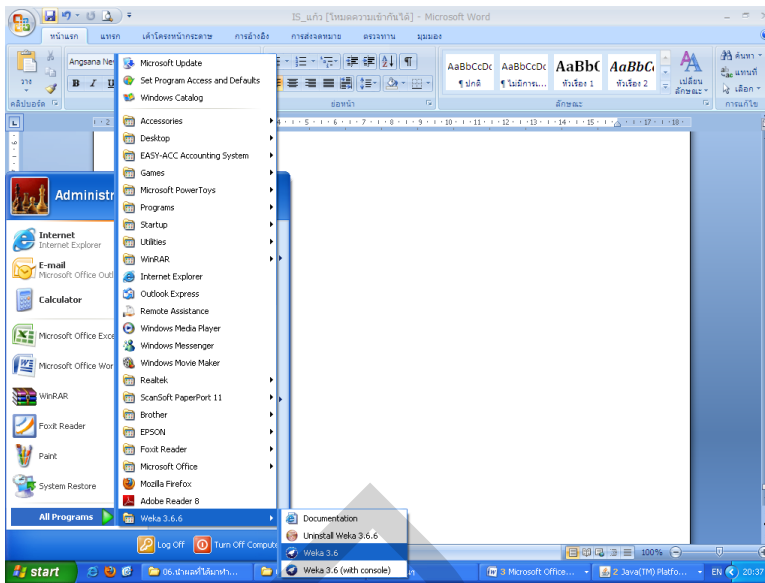 IS_แก้ว [โหมดความเข้ากันได้] - Microsoft Word
หน้าแรก แทรก เค้าโครงหน้ากระดาษ การอ้างอิง การส่งจดหมาย ตรวจทาน มุมมอง
Angsana Ne
วาง
B I U
AaBbCcDc AaBbCcDc AaBbC AaBbC
¶ ปกติ ¶ ไม่มีการเ... หัวเรื่อง 1 หัวเรื่อง 2
เปลี่ยน
ลักษณะ
ค้นหา
แทนที่
เลือก
คลิปบอร์ด ย่อหน้า ลักษณะ การแก้ไข
Microsoft Update
Set Program Access and Defaults
Windows Catalog
Accessories
Desktop
EASY-ACC Accounting System
Games
Microsoft PowerToys
Programs
Startup
Utilities
WinRAR
Internet Explorer
Outlook Express
Remote Assistance
Windows Media Player
Windows Messenger
Windows Movie Maker
Realtek
ScanSoft PaperPort 11
Brother
EPSON
Foxit Reader
Microsoft Office
Mozilla Firefox
Adobe Reader 8
Weka 3.6.6
Administr
Internet
Internet Explorer
E-mail
Microsoft Office Outl
Calculator
Microsoft Office Exce
Microsoft Office Wor
WinRAR
Foxit Reader
Paint
System Restore
All Programs
Documentation
Uninstall Weka 3.6.6
Weka 3.6
Weka 3.6 (with console)
Log Off Turn Off Compute
100%
start 06.นำผลที่ได้มาทำ... 3 Microsoft Office... 2 Java(TM) Platfo... EN 20:37